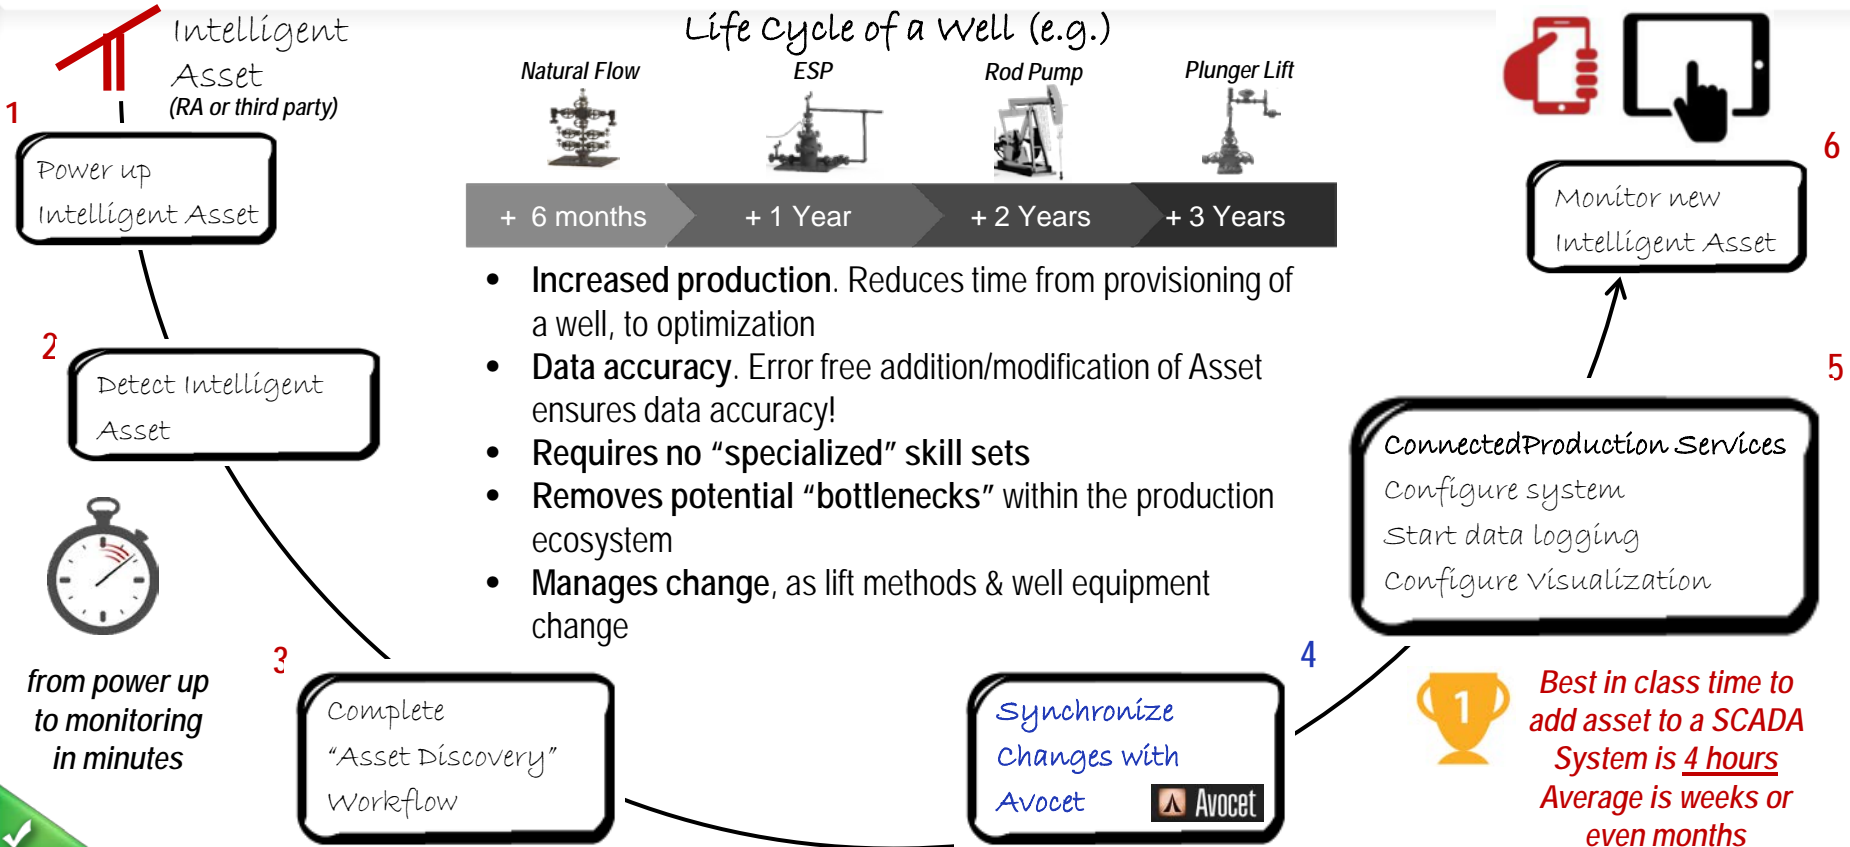 Intelligent
Asset
(RA or third party)
1
Power up
Intelligent Asset
2
Detect Intelligent
Asset
from power up
to monitoring
in minutes
3
Complete
“Asset Discovery”
Workflow
Life Cycle of a Well (e.g.)
Natural Flow
ESP
Rod Pump
Plunger Lift
+ 6 months
+ 1 Year
+ 2 Years
+ 3 Years
• Increased production. Reduces time from provisioning of
a well, to optimization
• Data accuracy. Error free addition/modification of Asset
ensures data accuracy!
• Requires no “specialized” skill sets
• Removes potential “bottlenecks” within the production
ecosystem
• Manages change, as lift methods & well equipment
change
4
Synchronize
Changes with
Avocet
Avocet
5
ConnectedProduction Services
Configure system
Start data logging
Configure Visualization
6
Monitor new
Intelligent Asset
1
Best in class time to
add asset to a SCADA
System is 4 hours
Average is weeks or
even months